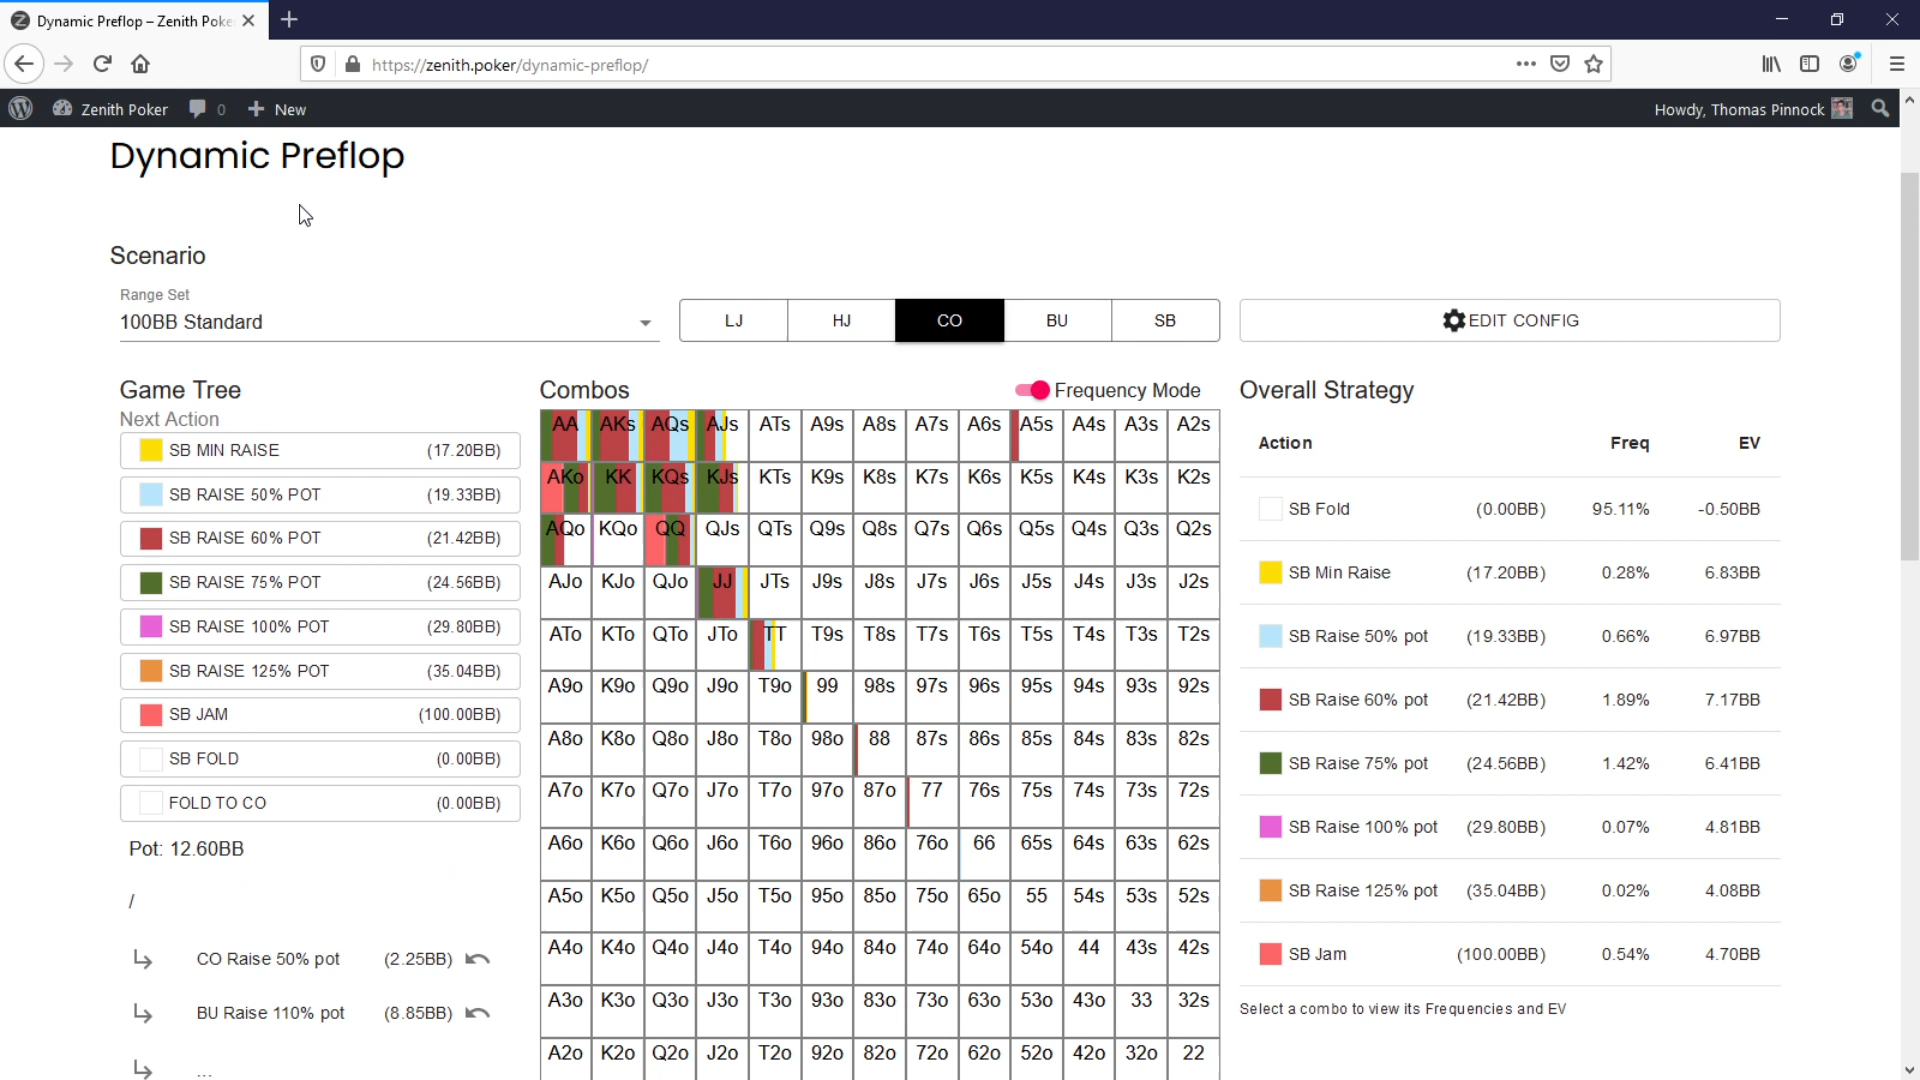 Dynamic Preflop – Zenith Poke
https://zenith.poker/dynamic-preflop/
Zenith Poker 0 New
Howdy, Thomas Pinnock
Dynamic Preflop
Scenario
Range Set
100BB Standard
LJ HJ CO BU SB
EDIT CONFIG
Game Tree
Next Action
SB MIN RAISE (17.20BB)
SB RAISE 50% POT (19.33BB)
SB RAISE 60% POT (21.42BB)
SB RAISE 75% POT (24.56BB)
SB RAISE 100% POT (29.80BB)
SB RAISE 125% POT (35.04BB)
SB JAM (100.00BB)
SB FOLD (0.00BB)
FOLD TO CO (0.00BB)
Pot: 12.60BB
/
CO Raise 50% pot (2.25BB)
BU Raise 110% pot (8.85BB)
...
Combos
Frequency Mode
AA AKs AQs AJs ATs A9s A8s A7s A6s A5s A4s A3s A2s
AKo KK KQs KJs KTs K9s K8s K7s K6s K5s K4s K3s K2s
AQo KQo QQ QJs QTs Q9s Q8s Q7s Q6s Q5s Q4s Q3s Q2s
AJo KJo QJo JJ JTs J9s J8s J7s J6s J5s J4s J3s J2s
ATo KTo QTo JTo TT T9s T8s T7s T6s T5s T4s T3s T2s
A9o K9o Q9o J9o T9o 99 98s 97s 96s 95s 94s 93s 92s
A8o K8o Q8o J8o T8o 98o 88 87s 86s 85s 84s 83s 82s
A7o K7o Q7o J7o T7o 97o 87o 77 76s 75s 74s 73s 72s
A6o K6o Q6o J6o T6o 96o 86o 76o 66 65s 64s 63s 62s
A5o K5o Q5o J5o T5o 95o 85o 75o 65o 55 54s 53s 52s
A4o K4o Q4o J4o T4o 94o 84o 74o 64o 54o 44 43s 42s
A3o K3o Q3o J3o T3o 93o 83o 73o 63o 53o 43o 33 32s
A2o K2o Q2o J2o T2o 92o 82o 72o 62o 52o 42o 32o 22
Overall Strategy
Action Freq EV
SB Fold (0.00BB) 95.11% -0.50BB
SB Min Raise (17.20BB) 0.28% 6.83BB
SB Raise 50% pot (19.33BB) 0.66% 6.97BB
SB Raise 60% pot (21.42BB) 1.89% 7.17BB
SB Raise 75% pot (24.56BB) 1.42% 6.41BB
SB Raise 100% pot (29.80BB) 0.07% 4.81BB
SB Raise 125% pot (35.04BB) 0.02% 4.08BB
SB Jam (100.00BB) 0.54% 4.70BB
Select a combo to view its Frequencies and EV